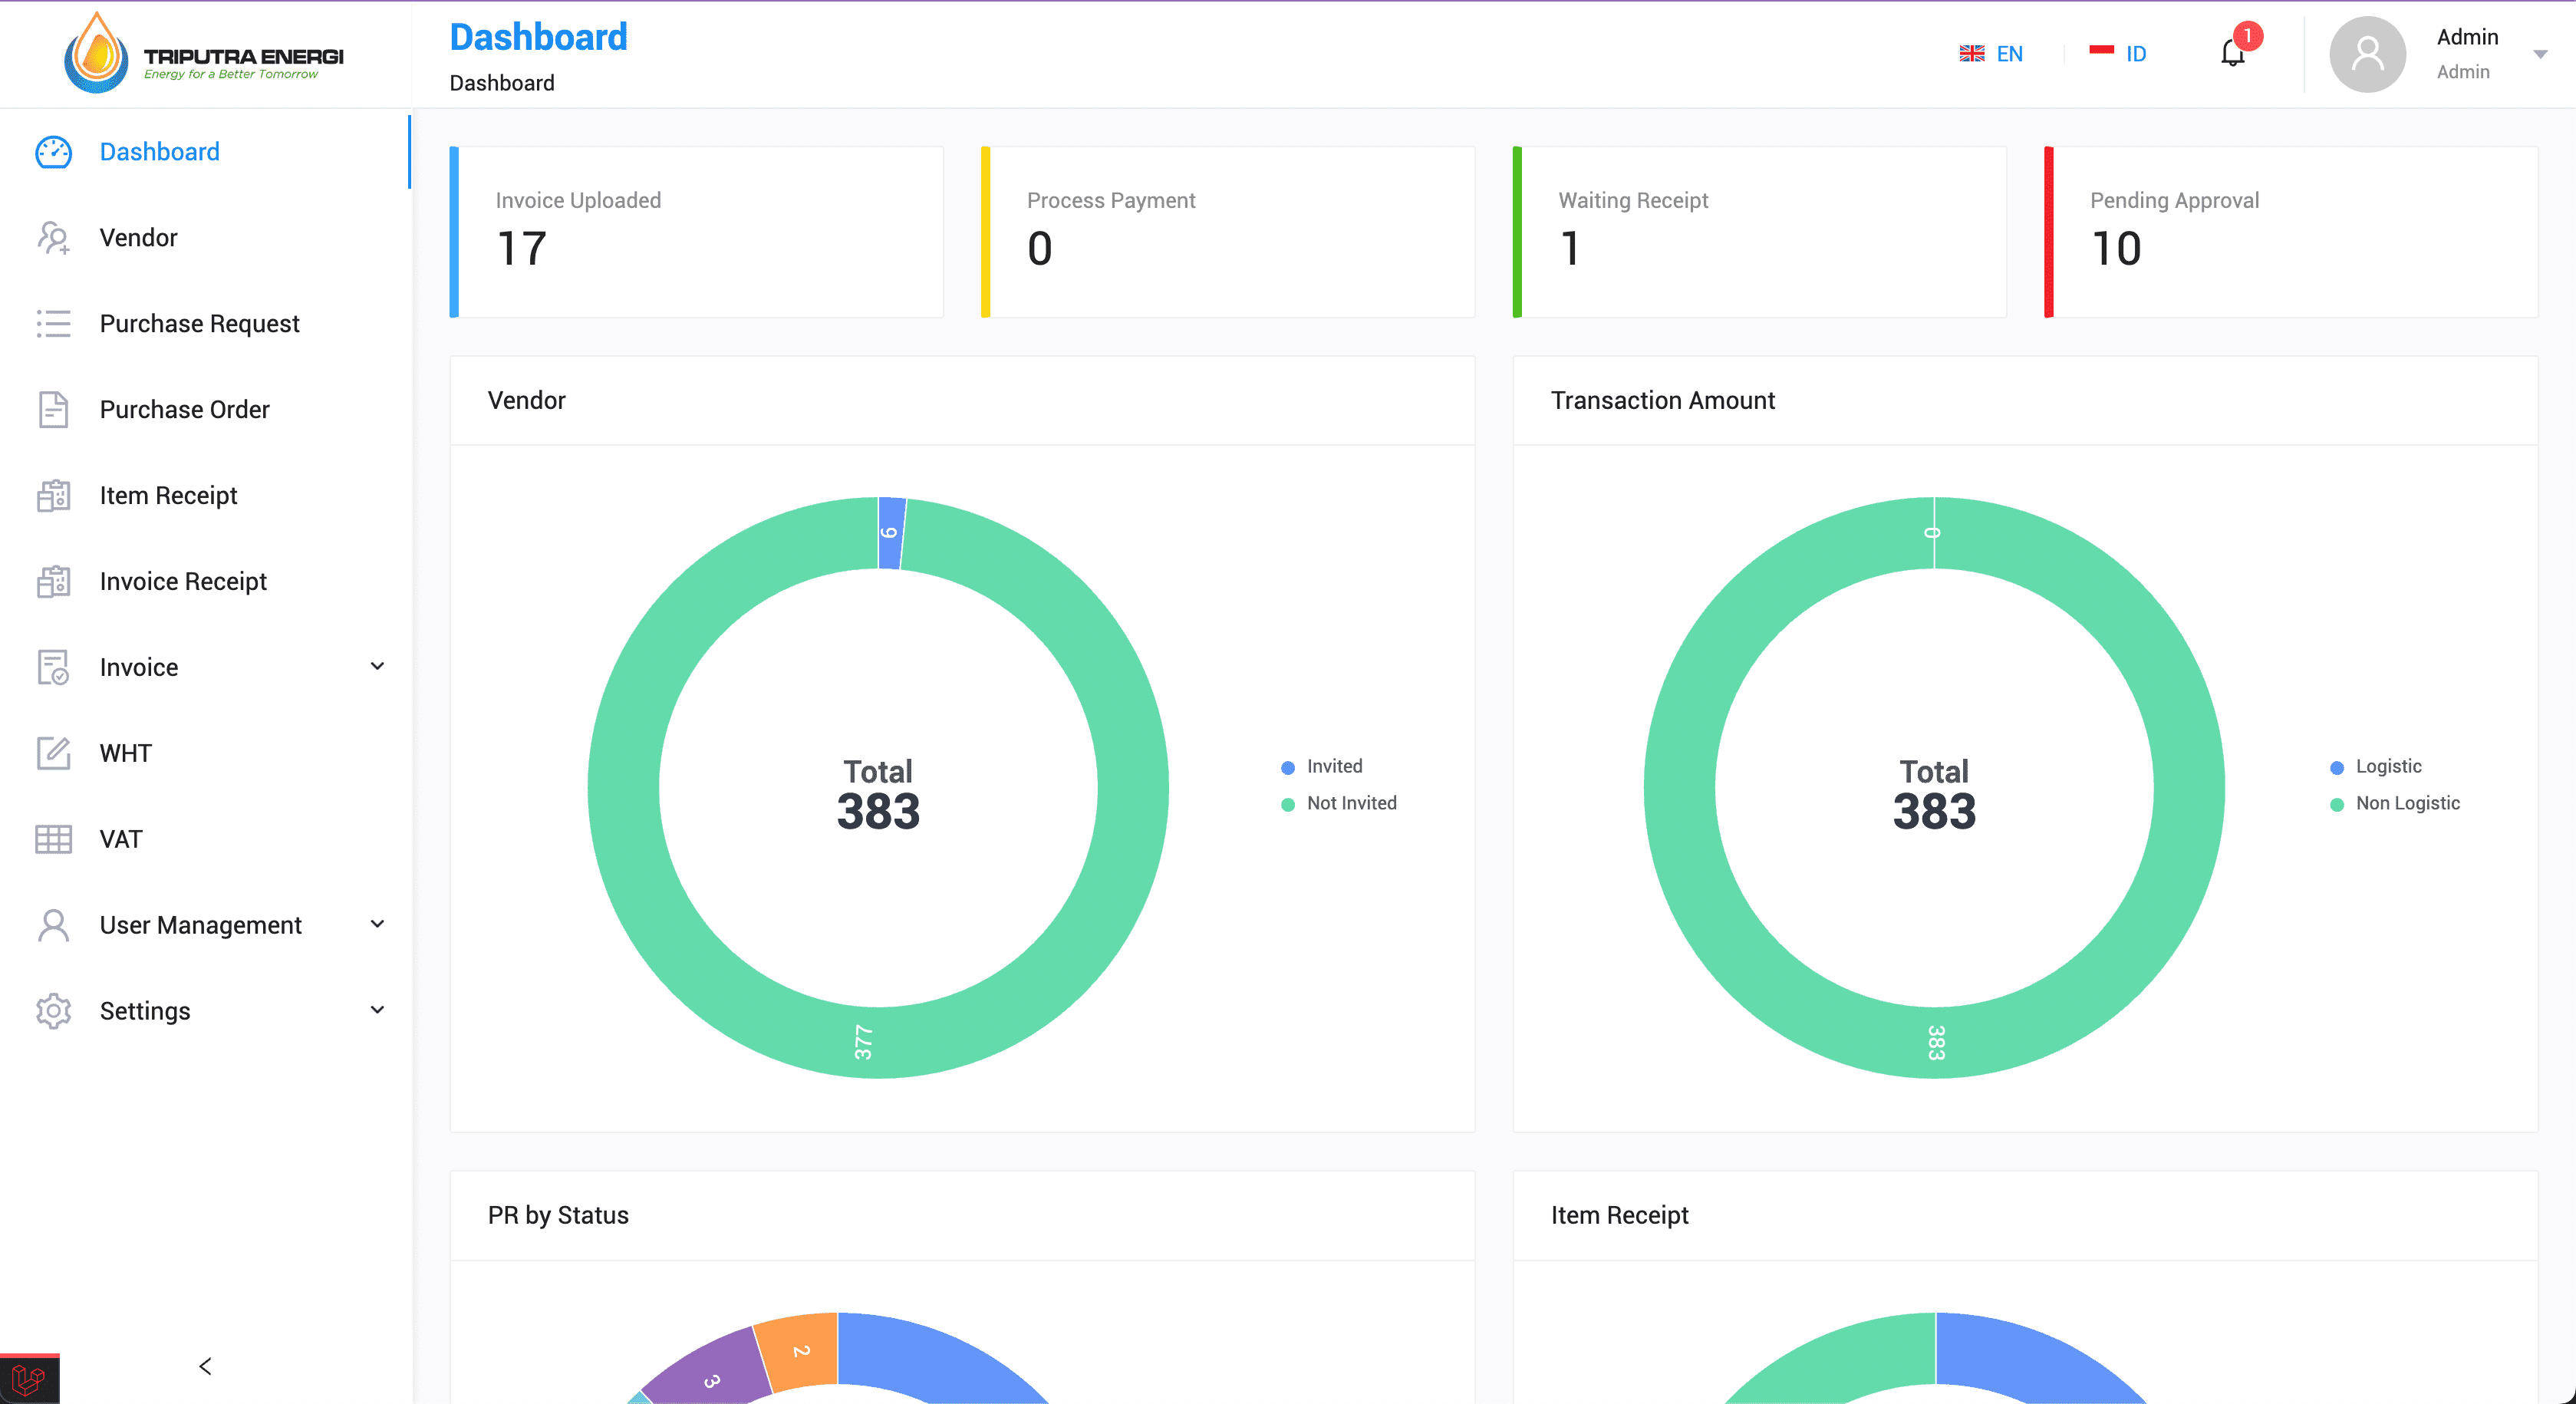 TRIPUTRA ENERGI
Energy for a Better Tomorrow
Dashboard
Dashboard
EN
ID
1
Admin
Admin
Dashboard
Vendor
Purchase Request
Purchase Order
Item Receipt
Invoice Receipt
Invoice
WHT
VAT
User Management
Settings
Invoice Uploaded
17
Process Payment
0
Waiting Receipt
1
Pending Approval
10
Vendor
6
377
Total
383
Invited
Not Invited
Transaction Amount
0
383
Total
383
Logistic
Non Logistic
PR by Status
3
2
Item Receipt